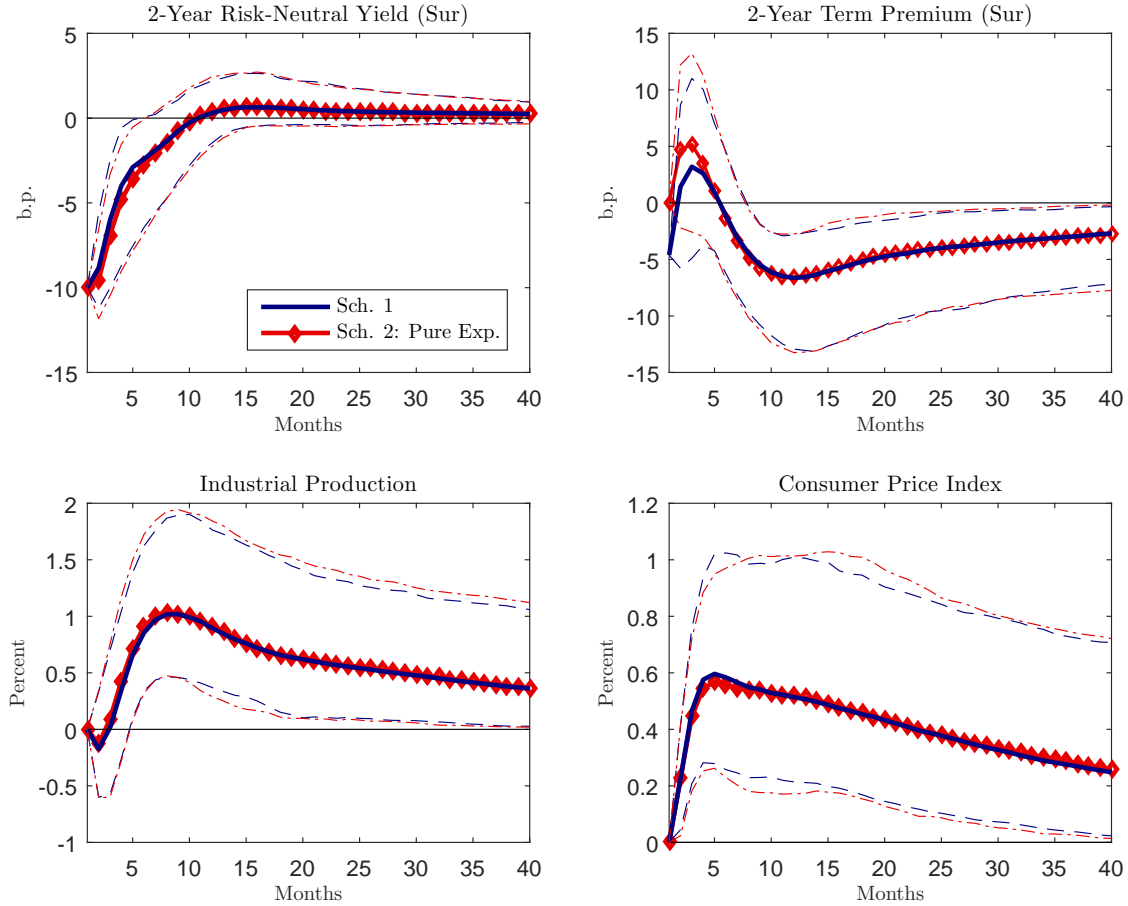 2-Year Risk-Neutral Yield (Sur)
5
0
-5
-10
-15
b.p.
Sch. 1
Sch. 2: Pure Exp.
5 10 15 20 25 30 35 40
Months
2-Year Term Premium (Sur)
15
10
5
0
-5
-10
-15
b.p.
5 10 15 20 25 30 35 40
Months
Industrial Production
2
1.5
1
0.5
0
-0.5
-1
Percent
5 10 15 20 25 30 35 40
Months
Consumer Price Index
1.2
1
0.8
0.6
0.4
0.2
0
Percent
5 10 15 20 25 30 35 40
Months